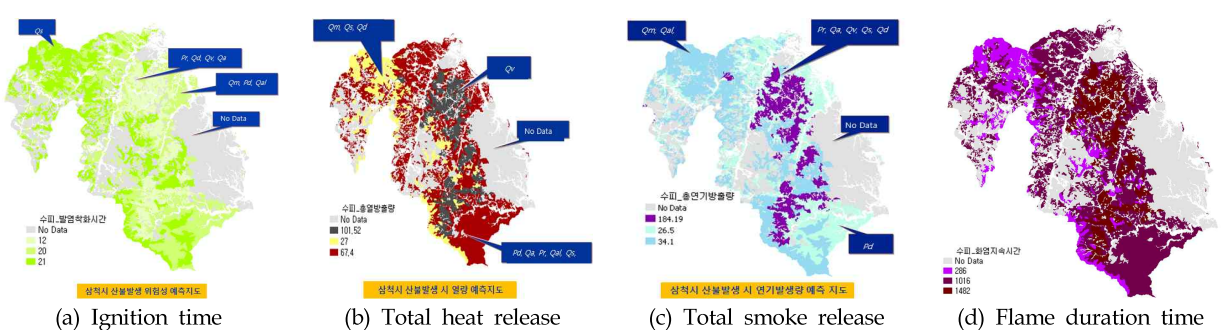 Qs
Pr, Qd, Qv, Qa
Qm, Pd, Qal
No Data
수피_발염착화시간
No Data
12
20
21
삼척시 산불발생 위험성 예측지도
(a) Ignition time
Qm, Qs, Qd
Qv
No Data
수피_총열방출량
No Data
101.52
27
67.4
Pd, Qa, Pr, Qal, Qs,
삼척시 산불발생 시 열량 예측지도
(b) Total heat release
Qm, Qal,
Pr, Qa, Qv, Qs, Qd
No Data
수피_총연기방출량
No Data
184.19
26.5
34.1
Pd
삼척시 산불발생 시 연기발생량 예측 지도
(c) Total smoke release
수피_화염지속시간
No Data
286
1016
1482
(d) Flame duration time